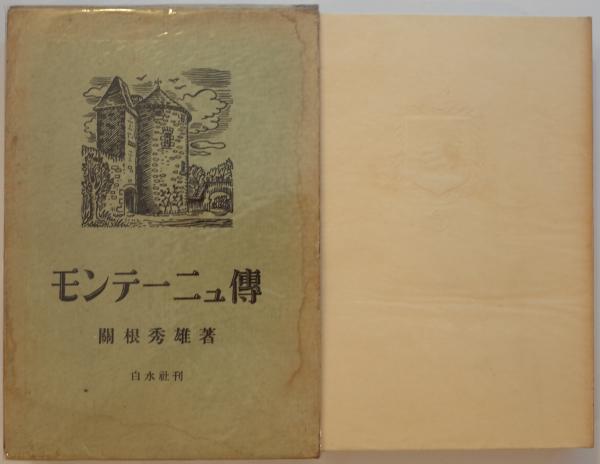 モンテーニュ傳
關根秀雄著
白水社刊